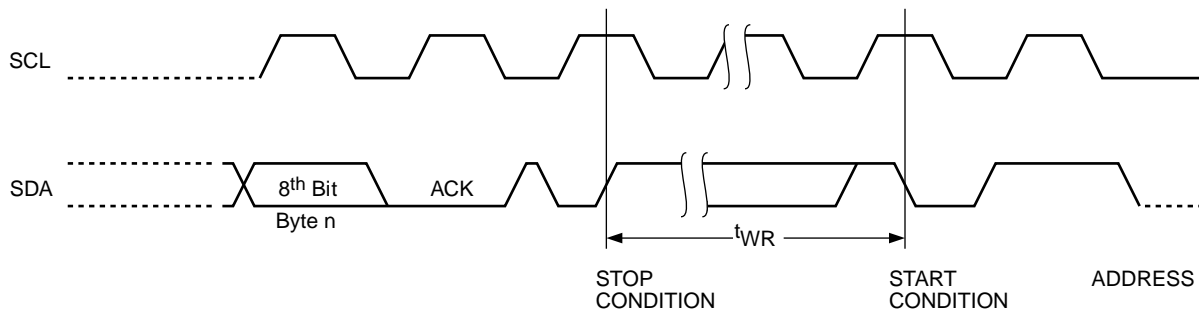 SCL
SDA
8th Bit
Byte n
ACK
tWR
STOP
CONDITION
START
CONDITION
ADDRESS